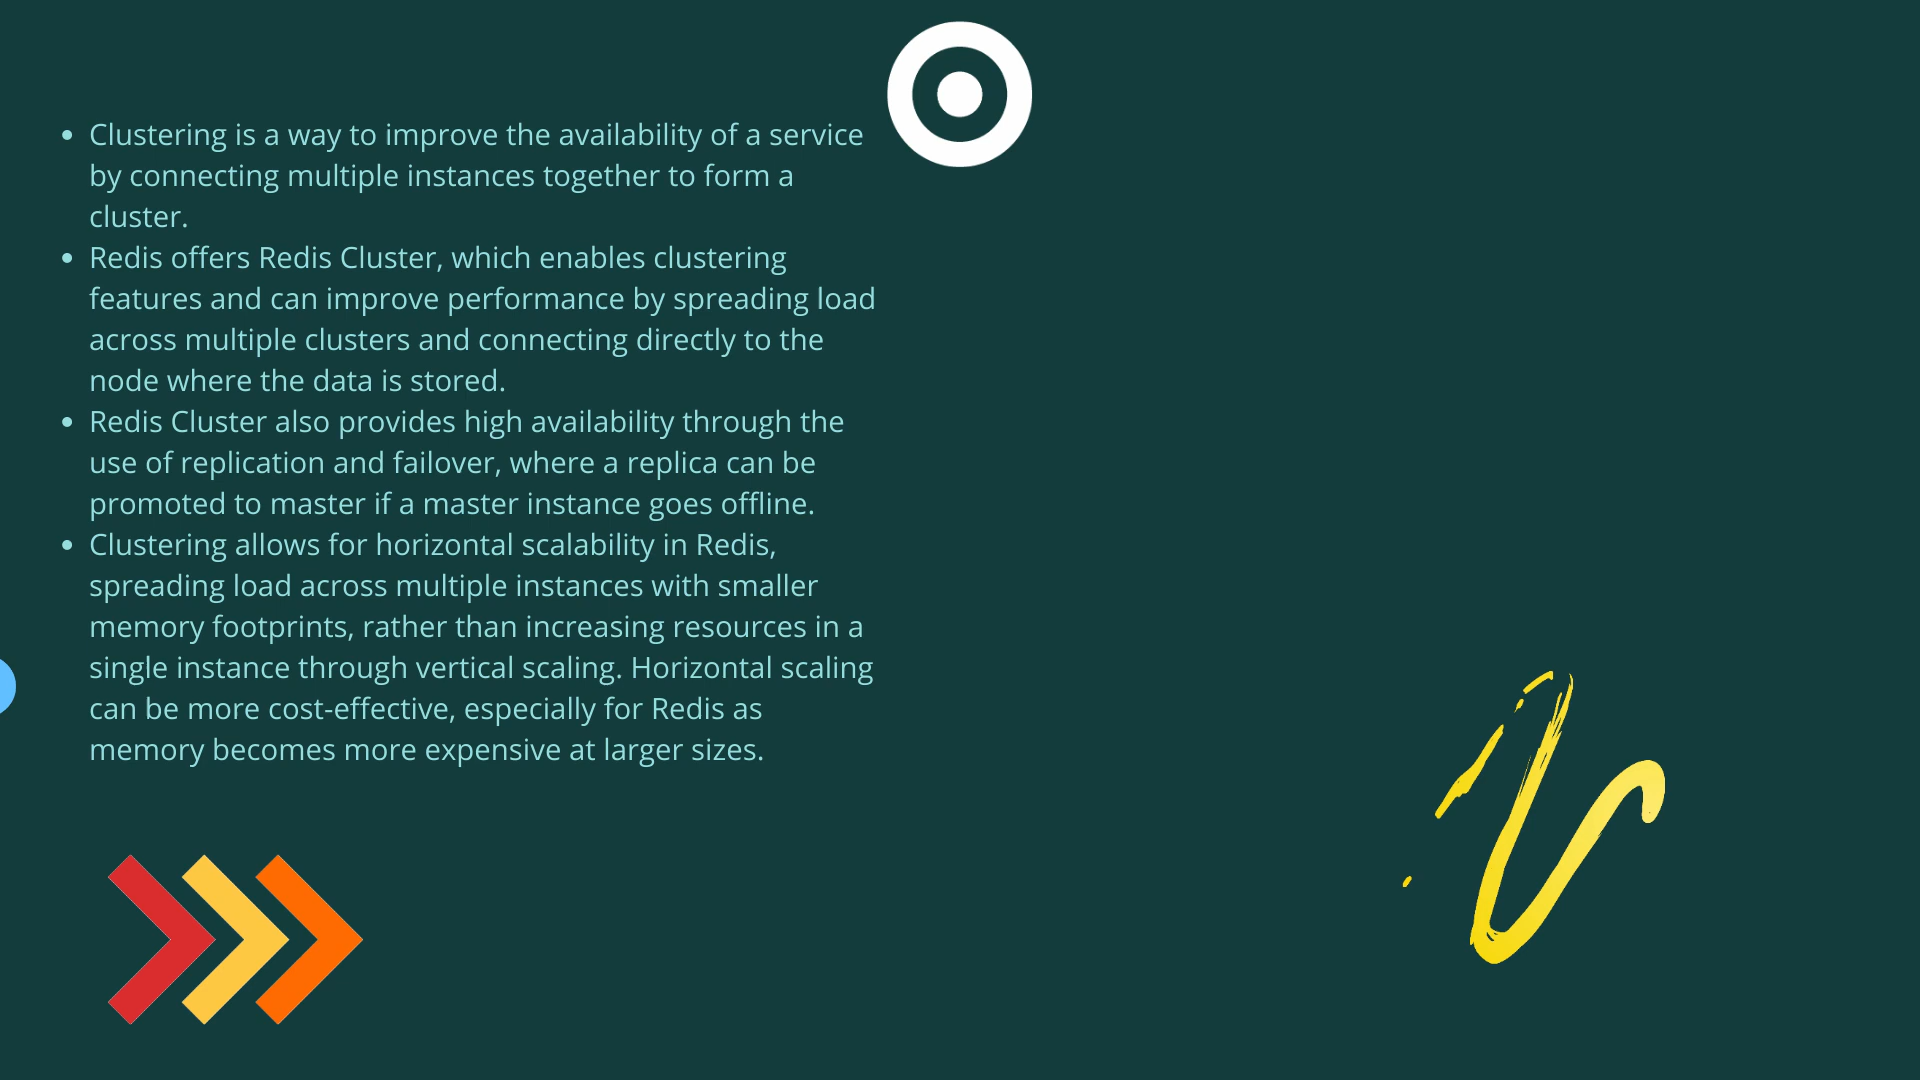 • Clustering is a way to improve the availability of a service
by connecting multiple instances together to form a
cluster.
• Redis offers Redis Cluster, which enables clustering
features and can improve performance by spreading load
across multiple clusters and connecting directly to the
node where the data is stored.
• Redis Cluster also provides high availability through the
use of replication and failover, where a replica can be
promoted to master if a master instance goes offline.
• Clustering allows for horizontal scalability in Redis,
spreading load across multiple instances with smaller
memory footprints, rather than increasing resources in a
single instance through vertical scaling. Horizontal scaling
can be more cost-effective, especially for Redis as
memory becomes more expensive at larger sizes.